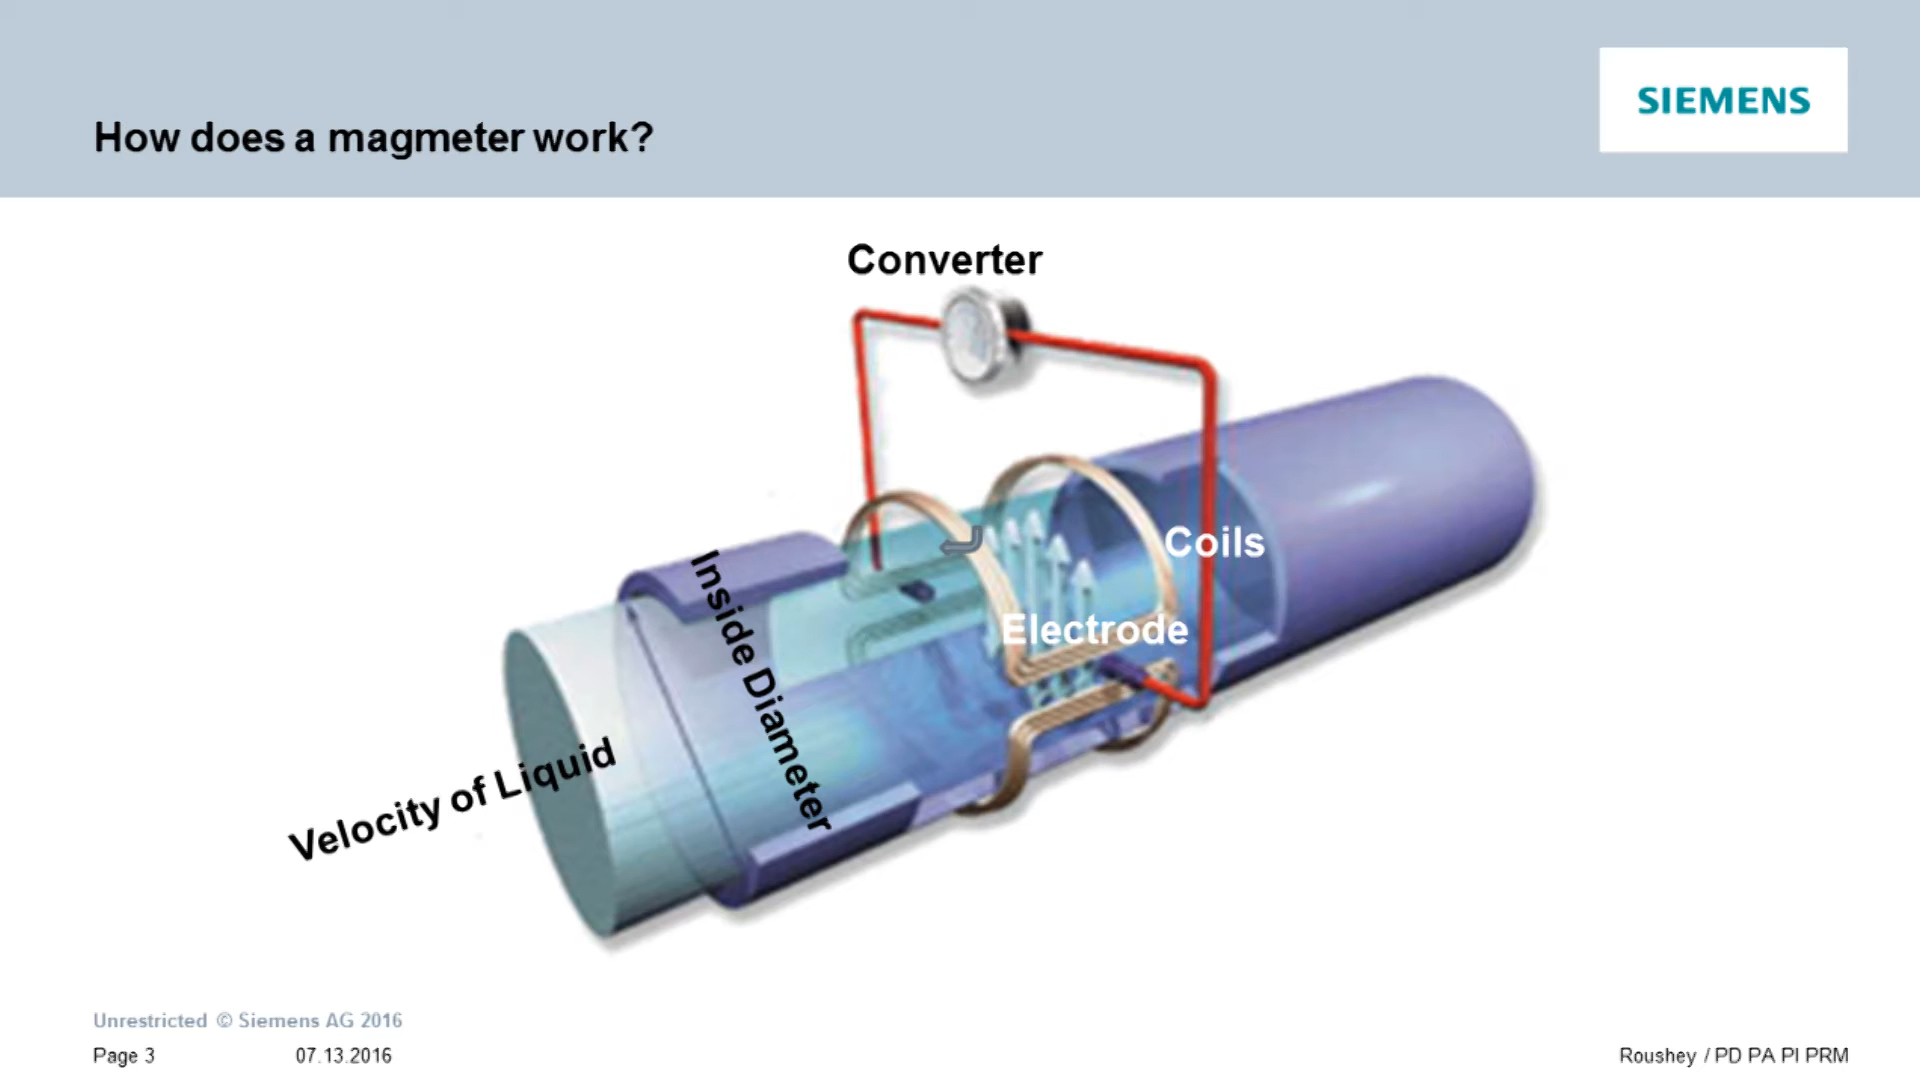 SIEMENS
How does a magmeter work?
Converter
Coils
Electrode
Inside Diameter
Velocity of Liquid
Unrestricted © Siemens AG 2016
Page 3 07.13.2016 Roushey / PD PA PI PRM